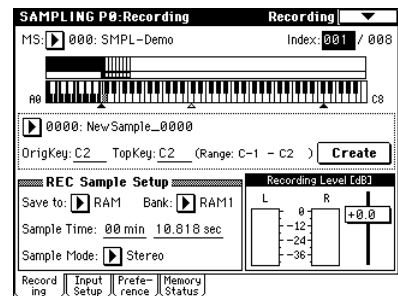 SAMPLING P0:Recording Recording
MS: 000: SMPL-Demo Index: 001 / 008
A0 C8
0000: NewSample_0000
OrigKey: C2 TopKey: C2 (Range: C-1 - C2 ) Create
REC Sample Setup
Recording Level [dB]
Save to: RAM Bank: RAM1
L R
Sample Time: 00 min 10.818 sec
0
+0.0
-12
-24
-36
Sample Mode: Stereo
Record ing
Input Setup
Prefe- rence
Memory Status